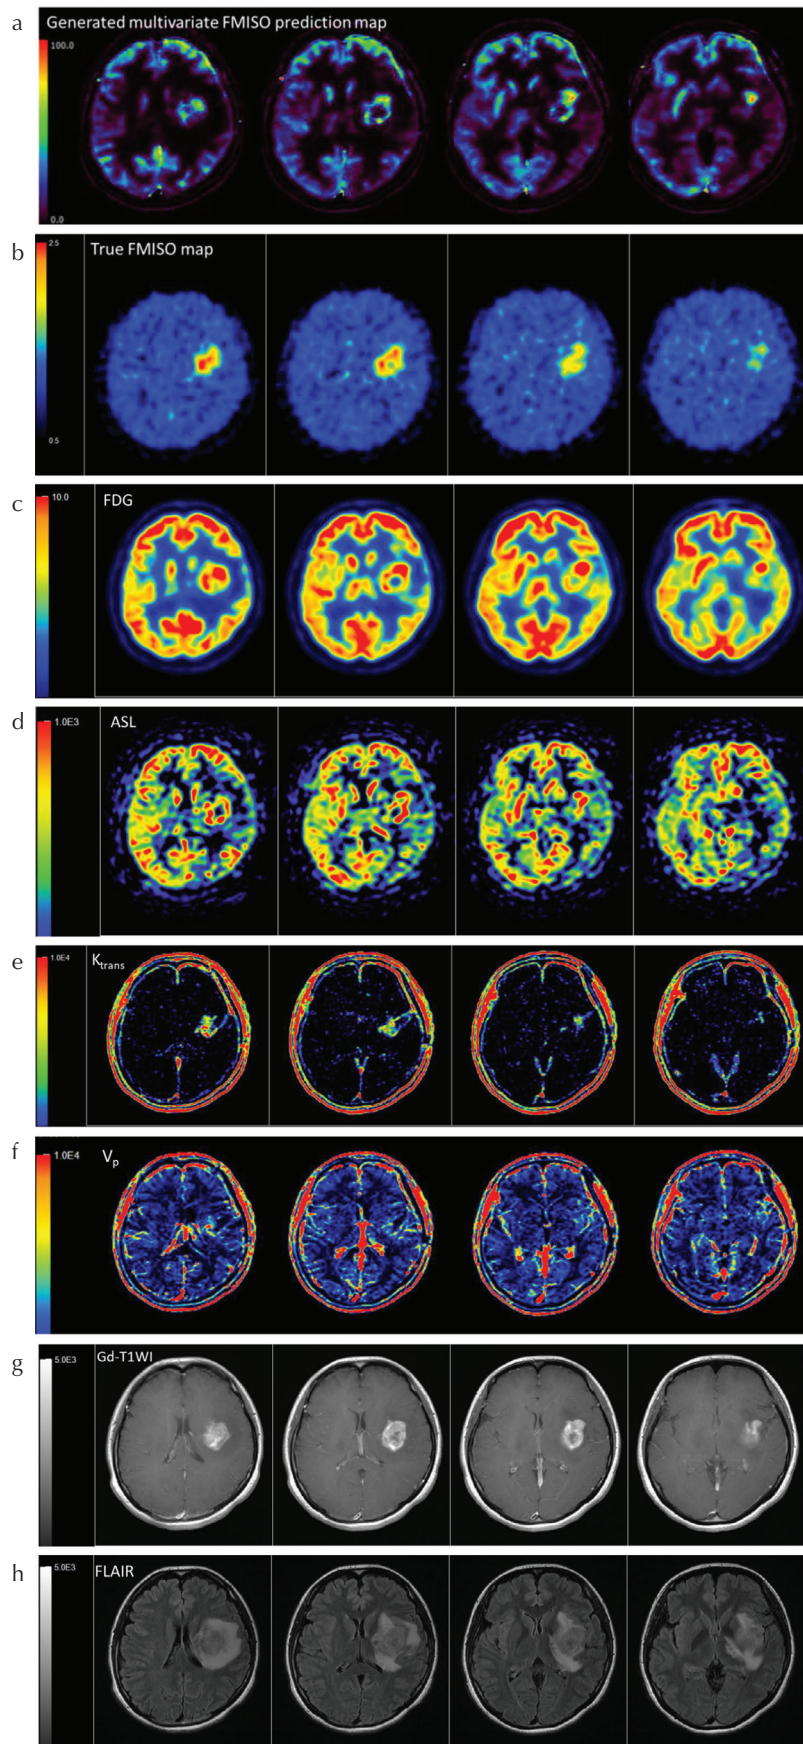 a
Generated multivariate FMISO prediction map
100.0
0.0
b
True FMISO map
2.5
0.5
c
FDG
10.0
d
ASL
1.0E3
e
Ktrans
1.0E4
f
Vp
1.0E4
g
Gd-T1WI
5.0E3
h
FLAIR
5.0E3